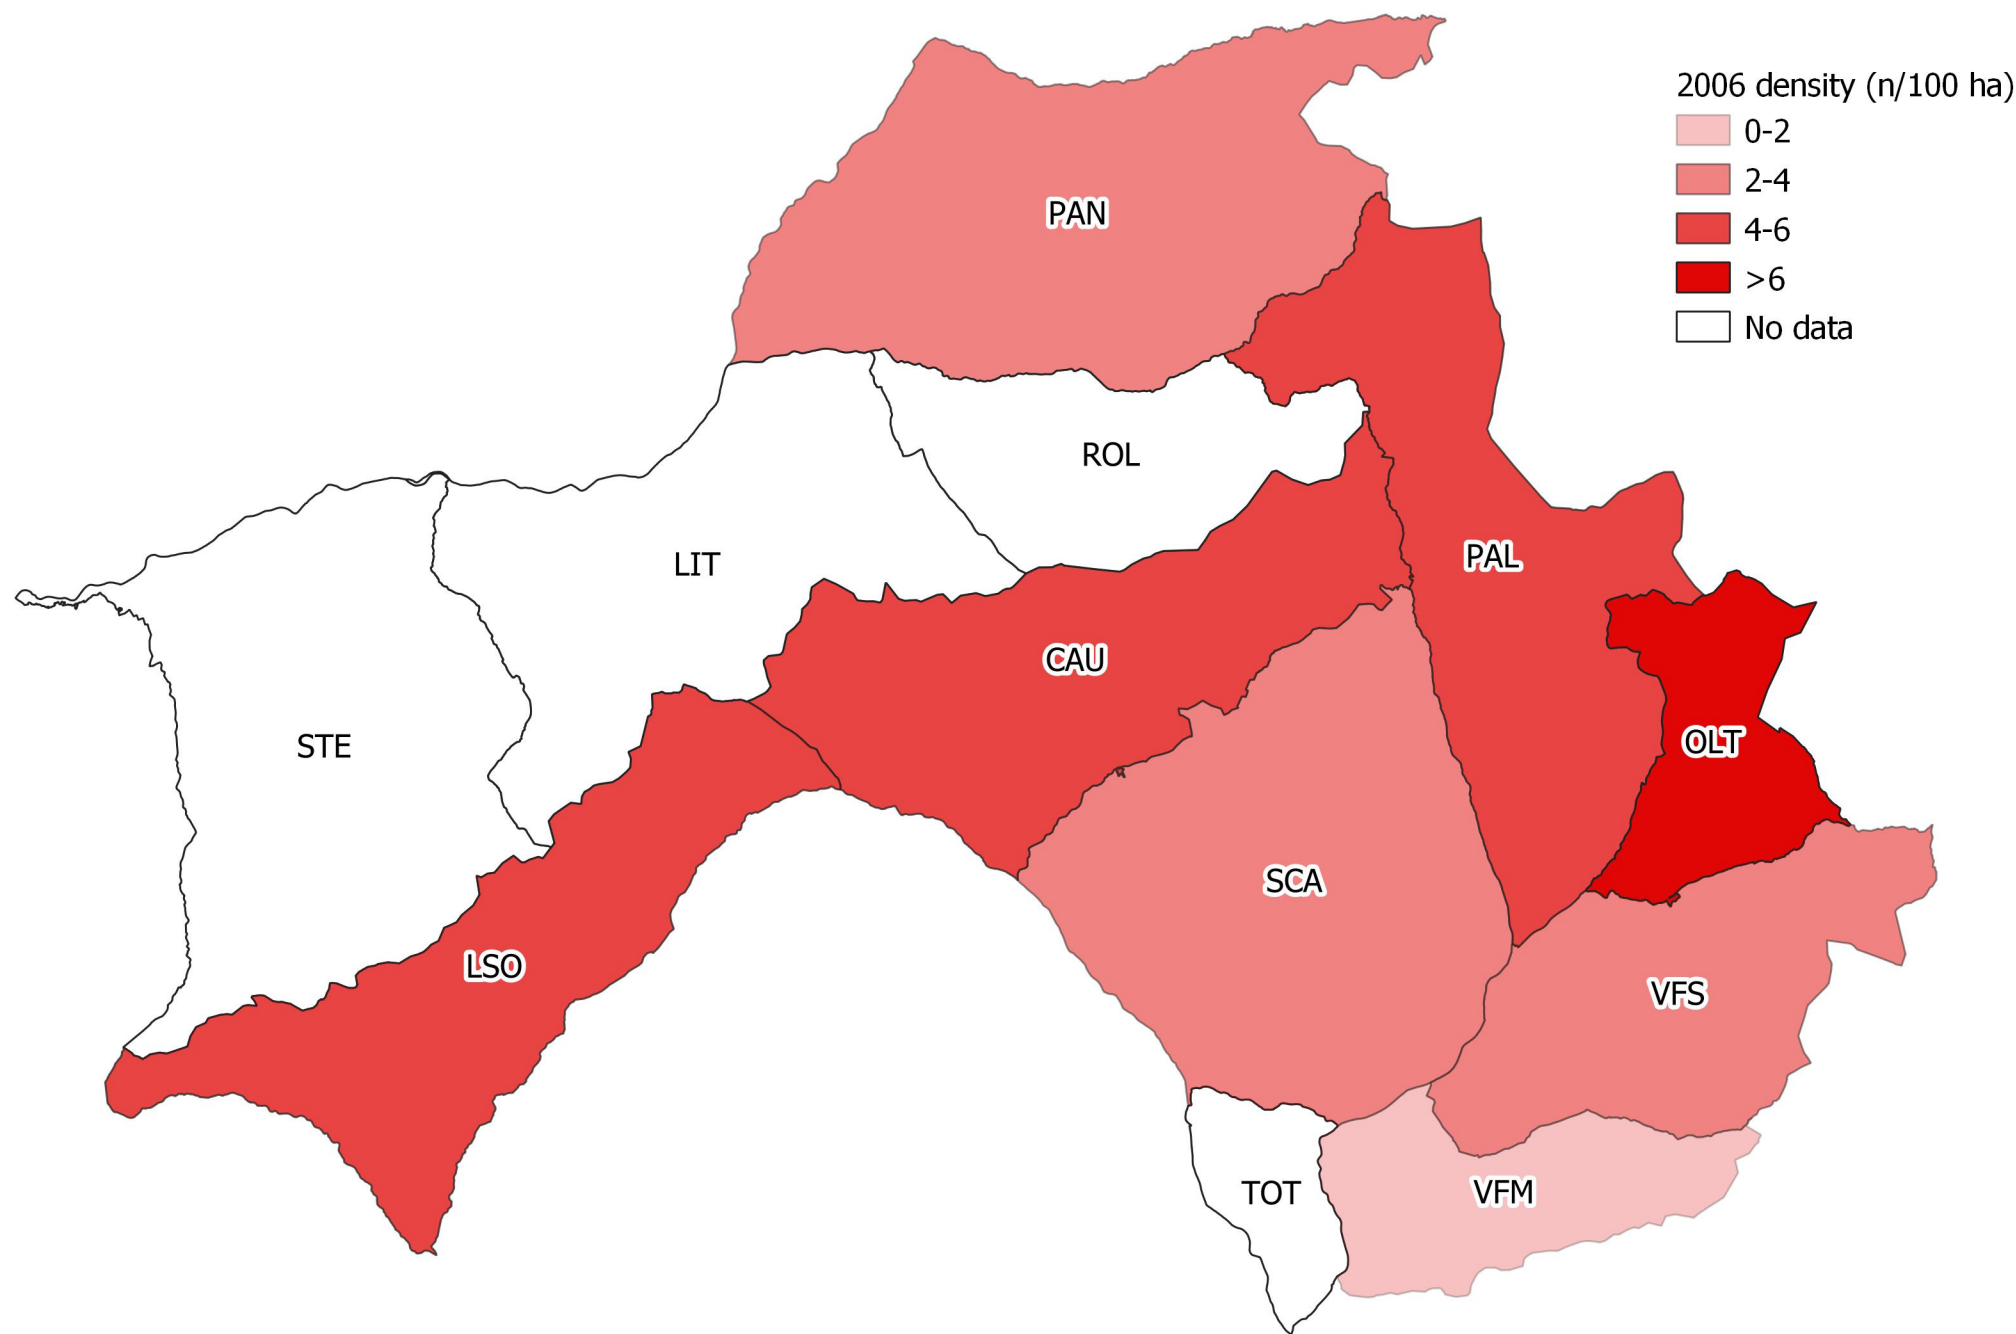 2006 density (n/100 ha)
0-2
2-4
4-6
>6
No data
PAN
ROL
LIT
PAL
CAU
OLT
STE
SCA
LSO
VFS
TOT
VFM